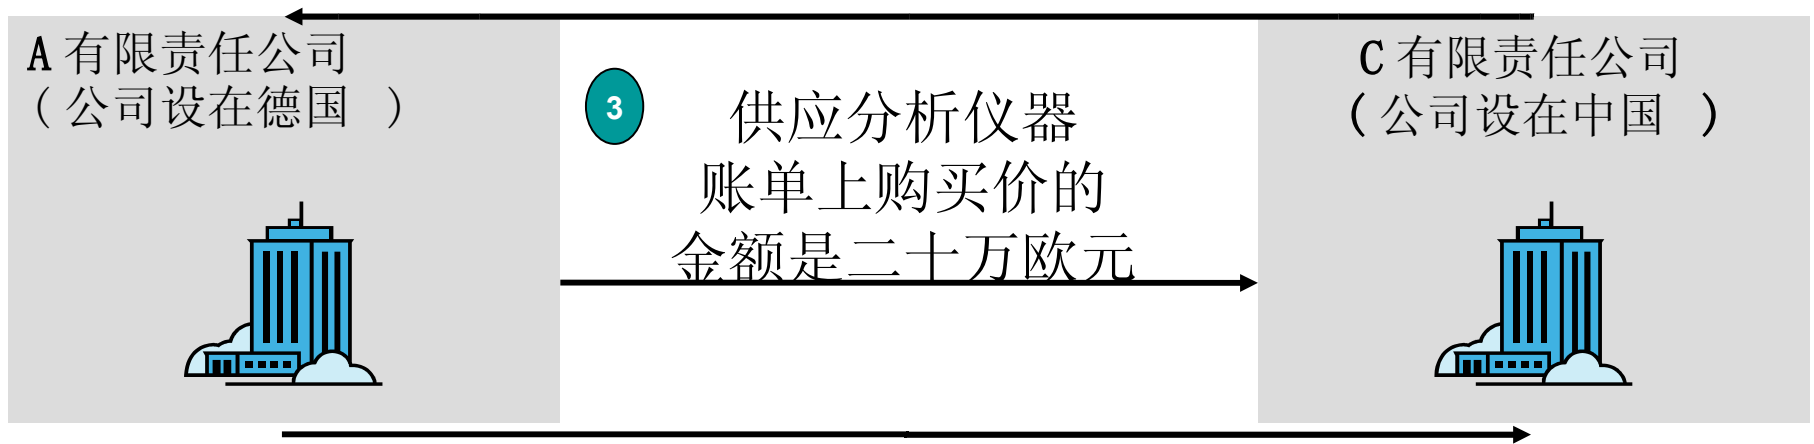 A 有限责任公司
（公司设在德国 ）
3
供应分析仪器
账单上购买价的
金额是二十万欧元
C 有限责任公司
（公司设在中国 ）